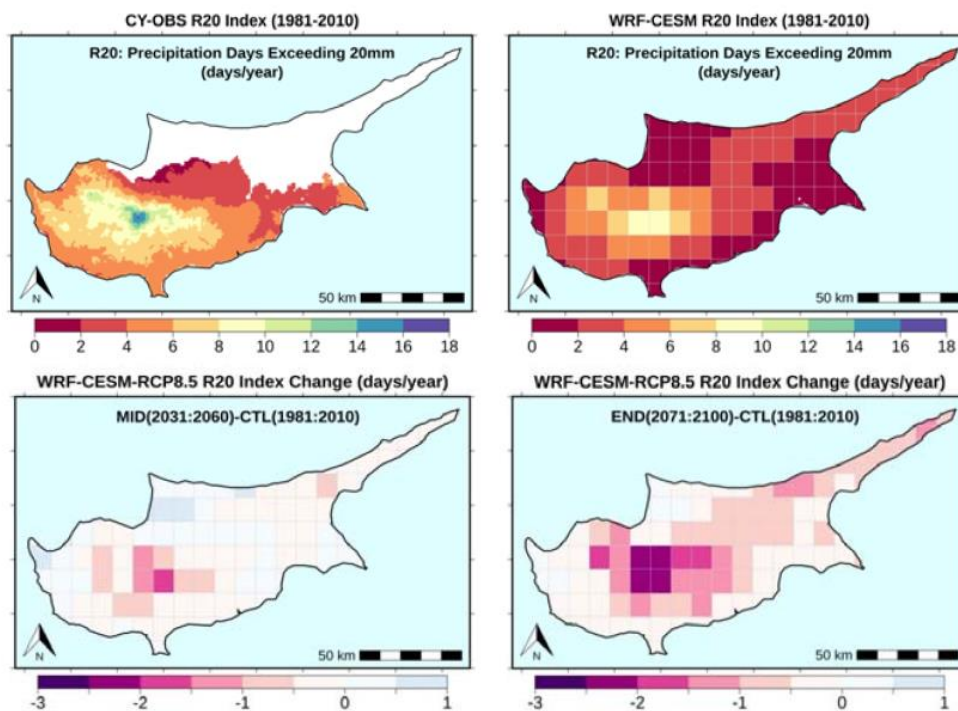 CY-OBS R20 Index (1981-2010)
R20: Precipitation Days Exceeding 20mm
(days/year)
N
50 km
0 2 4 6 8 10 12 14 16 18
WRF-CESM R20 Index (1981-2010)
R20: Precipitation Days Exceeding 20mm
(days/year)
N
50 km
0 2 4 6 8 10 12 14 16 18
WRF-CESM-RCP8.5 R20 Index Change (days/year)
MID(2031:2060)-CTL(1981:2010)
N
50 km
-3 -2 -1 0 1
WRF-CESM-RCP8.5 R20 Index Change (days/year)
END(2071:2100)-CTL(1981:2010)
N
50 km
-3 -2 -1 0 1